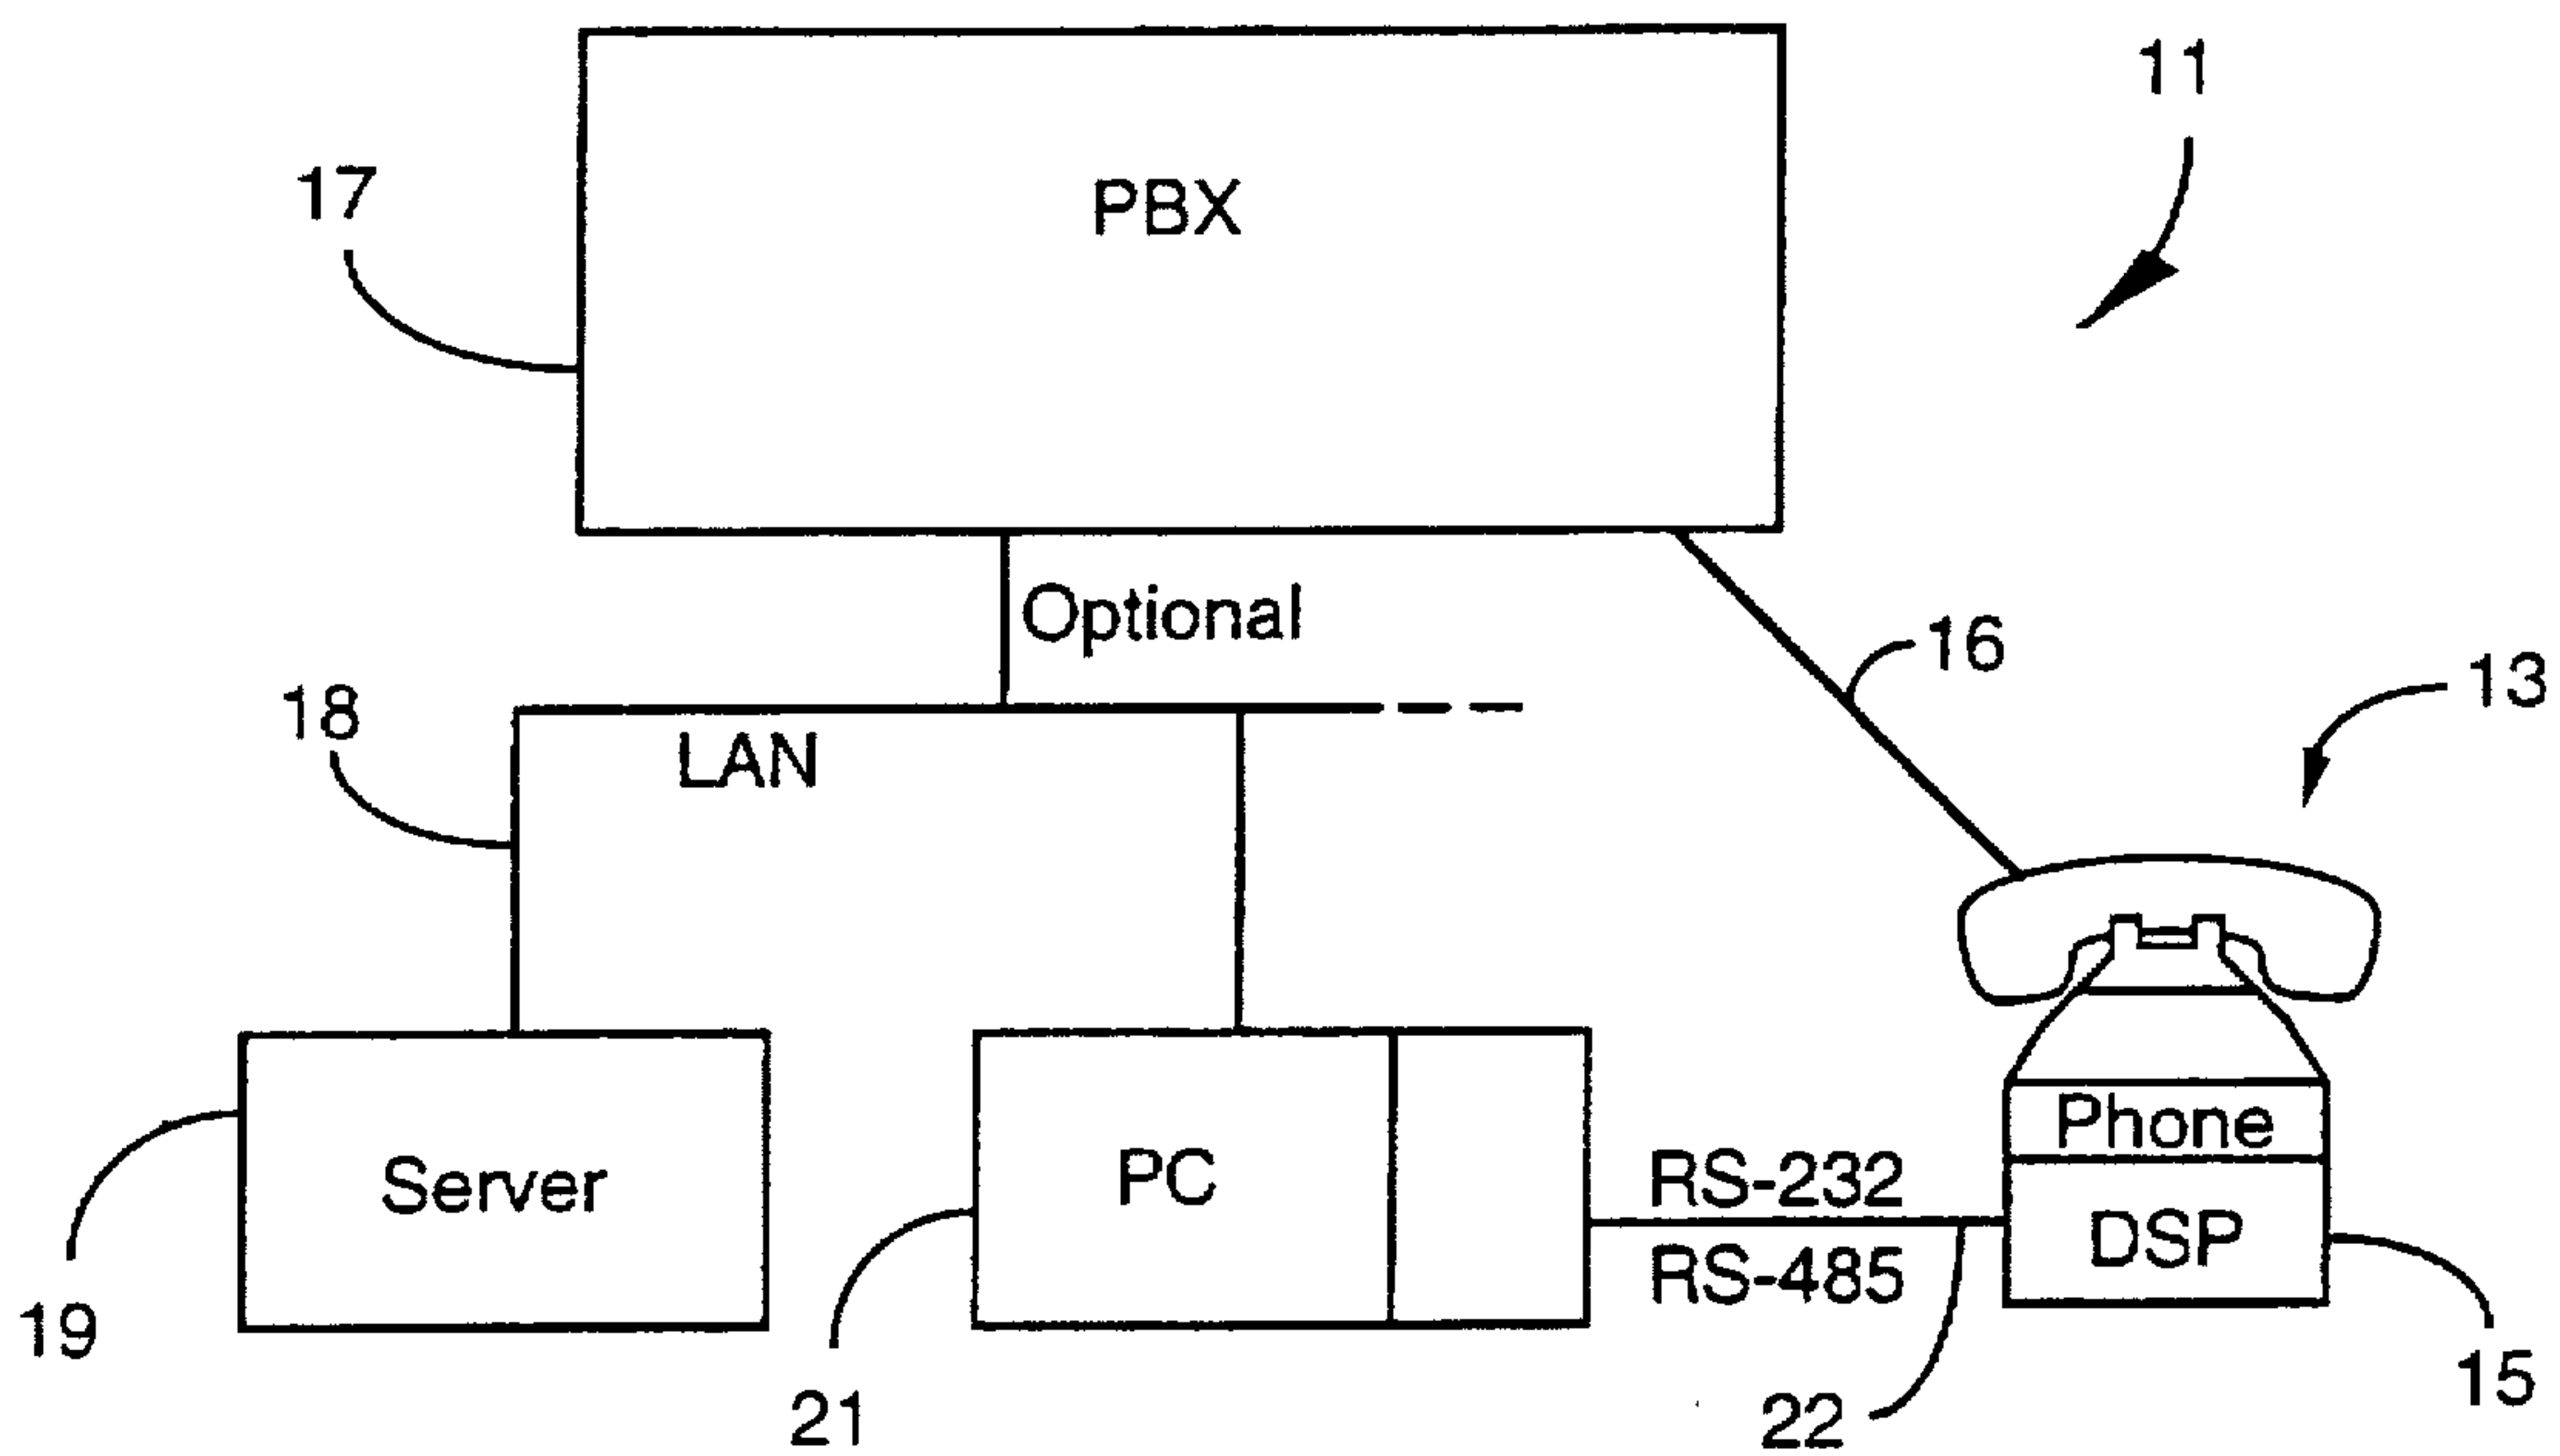 11
17
PBX
Optional
16
13
18
LAN
Phone
RS-232
Server
PC
DSP
RS-485
19
15
21
22